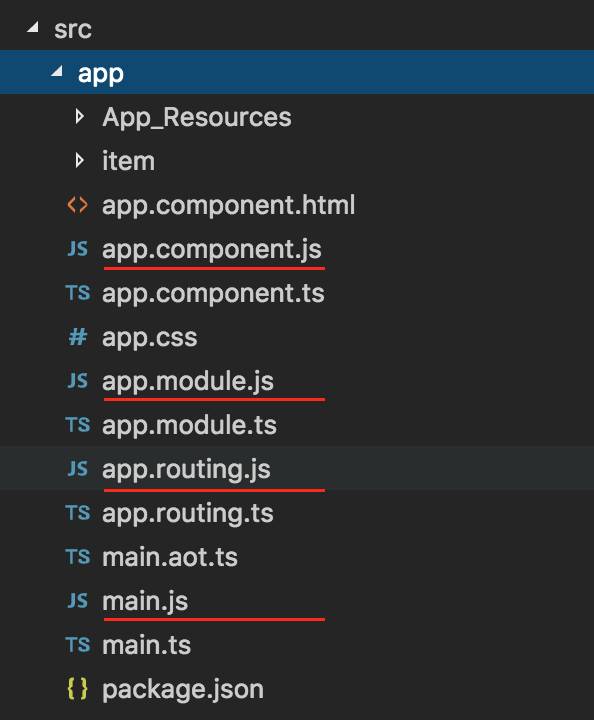 src
app
App_Resources
item
<> app.component.html
JS app.component.js
TS app.component.ts
# app.css
JS app.module.js
TS app.module.ts
JS app.routing.js
TS app.routing.ts
TS main.aot.ts
JS main.js
TS main.ts
{} package.json